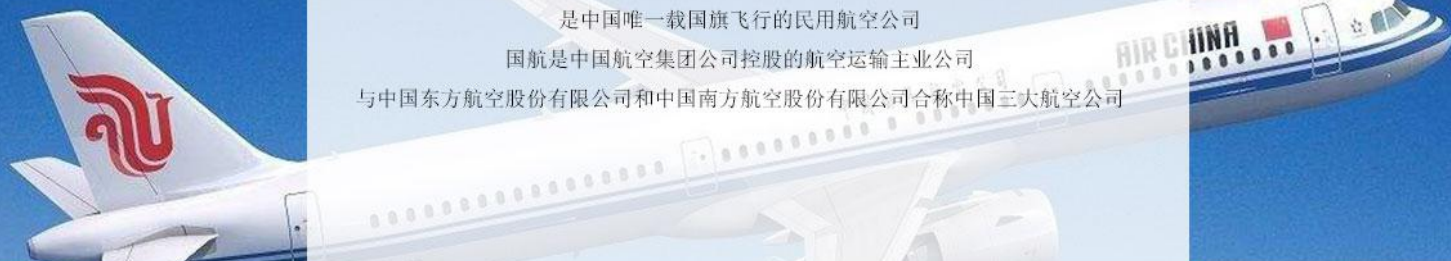 是中国唯一载国旗飞行的民用航空公司
国航是中国航空集团公司控股的航空运输主业公司
与中国东方航空股份有限公司和中国南方航空股份有限公司合称中国三大航空公司
AIR CHINA